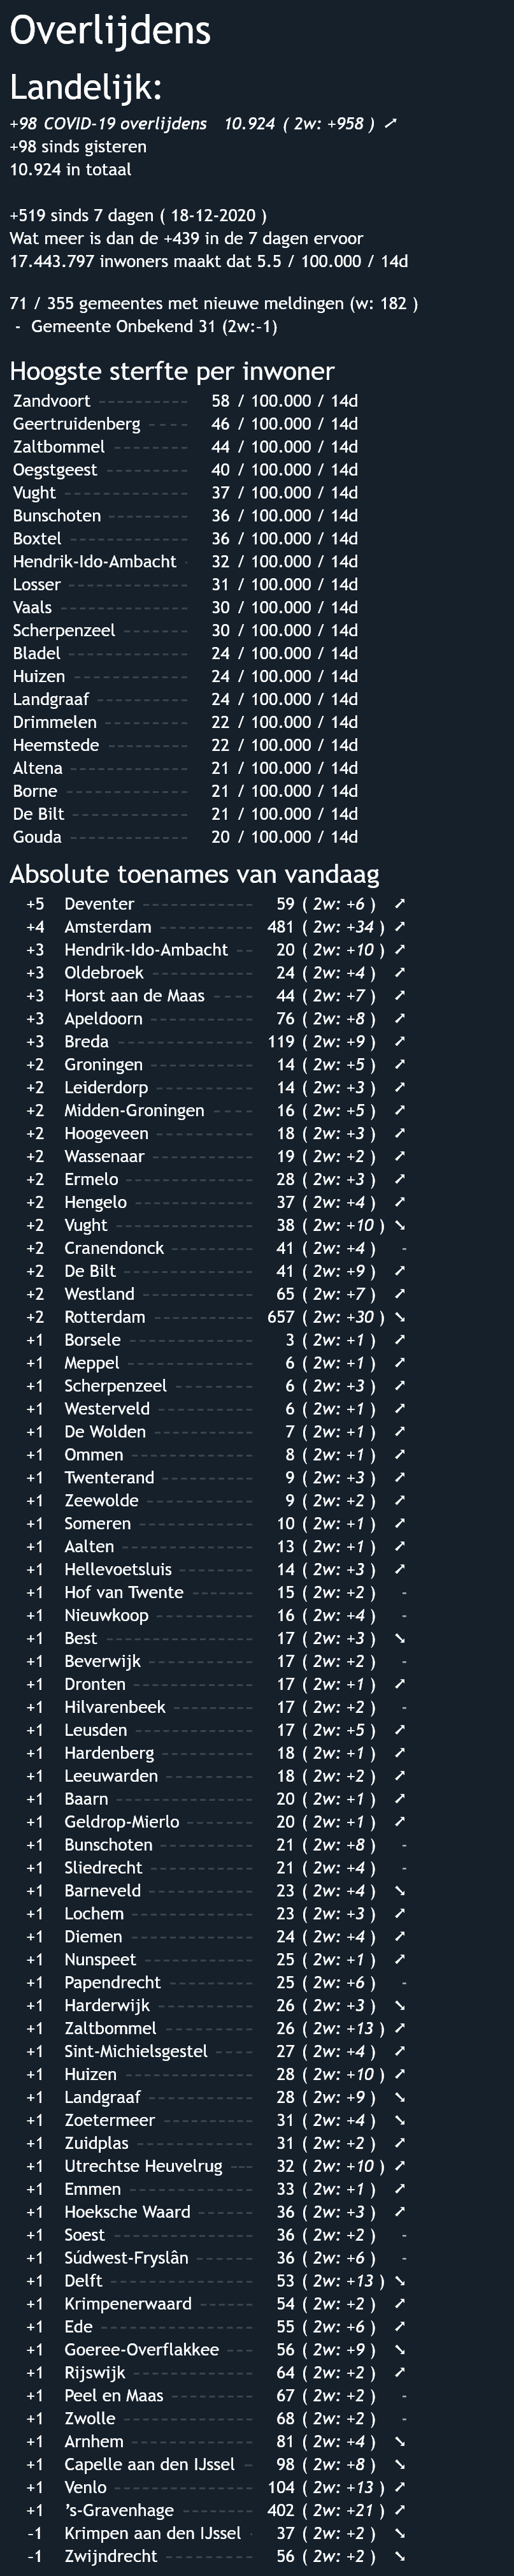 Overlijdens
Landelijk:
+98 COVID-19 overlijdens 10.924 ( 2w: +958 ) ➚
+98 sinds gisteren
10.924 in totaal
+519 sinds 7 dagen ( 18-12-2020 )
Wat meer is dan de +439 in de 7 dagen ervoor
17.443.797 inwoners maakt dat 5.5 / 100.000 / 14d
71 / 355 gemeentes met nieuwe meldingen (w: 182 )
- Gemeente Onbekend 31 (2w:-1)
Hoogste sterfte per inwoner
Zandvoort ---------- 58 / 100.000 / 14d
Geertruidenberg ---- 46 / 100.000 / 14d
Zaltbommel -------- 44 / 100.000 / 14d
Oegstgeest --------- 40 / 100.000 / 14d
Vught -------------- 37 / 100.000 / 14d
Bunschoten --------- 36 / 100.000 / 14d
Boxtel ------------- 36 / 100.000 / 14d
Hendrik-Ido-Ambacht - 32 / 100.000 / 14d
Losser ------------- 31 / 100.000 / 14d
Vaals -------------- 30 / 100.000 / 14d
Scherpenzeel ------- 30 / 100.000 / 14d
Bladel ------------- 24 / 100.000 / 14d
Huizen ------------- 24 / 100.000 / 14d
Landgraaf ---------- 24 / 100.000 / 14d
Drimmelen ---------- 22 / 100.000 / 14d
Heemstede --------- 22 / 100.000 / 14d
Altena ------------- 21 / 100.000 / 14d
Borne -------------- 21 / 100.000 / 14d
De Bilt ------------- 21 / 100.000 / 14d
Gouda ------------- 20 / 100.000 / 14d
Absolute toenames van vandaag
+5 Deventer ------------ 59 ( 2w: +6 ) ➚
+4 Amsterdam ----------- 481 ( 2w: +34 ) ➚
+3 Hendrik-Ido-Ambacht -- 20 ( 2w: +10 ) ➚
+3 Oldebroek ------------ 24 ( 2w: +4 ) ➚
+3 Horst aan de Maas ---- 44 ( 2w: +7 ) ➚
+3 Apeldoorn ------------ 76 ( 2w: +8 ) ➚
+3 Breda ---------------- 119 ( 2w: +9 ) ➚
+2 Groningen ------------ 14 ( 2w: +5 ) ➚
+2 Leiderdorp ----------- 14 ( 2w: +3 ) ➚
+2 Midden-Groningen ---- 16 ( 2w: +5 ) ➚
+2 Hoogeveen ----------- 18 ( 2w: +3 ) ➚
+2 Wassenaar ------------ 19 ( 2w: +2 ) ➚
+2 Ermelo --------------- 28 ( 2w: +3 ) ➚
+2 Hengelo -------------- 37 ( 2w: +4 ) ➚
+2 Vught ---------------- 38 ( 2w: +10 ) ➘
+2 Cranendonck --------- 41 ( 2w: +4 ) -
+2 De Bilt --------------- 41 ( 2w: +9 ) ➚
+2 Westland ------------- 65 ( 2w: +7 ) ➚
+2 Rotterdam ----------- 657 ( 2w: +30 ) ➘
+1 Borsele --------------- 3 ( 2w: +1 ) ➚
+1 Meppel --------------- 6 ( 2w: +1 ) ➚
+1 Scherpenzeel --------- 6 ( 2w: +3 ) ➚
+1 Westerveld ----------- 6 ( 2w: +1 ) ➚
+1 De Wolden ------------ 7 ( 2w: +1 ) ➚
+1 Ommen -------------- 8 ( 2w: +1 ) ➚
+1 Twenterand ---------- 9 ( 2w: +3 ) ➚
+1 Zeewolde ------------- 9 ( 2w: +2 ) ➚
+1 Someren ------------- 10 ( 2w: +1 ) ➚
+1 Aalten ---------------- 13 ( 2w: +1 ) ➚
+1 Hellevoetsluis --------- 14 ( 2w: +3 ) ➚
+1 Hof van Twente ------- 15 ( 2w: +2 ) -
+1 Nieuwkoop ----------- 16 ( 2w: +4 ) -
+1 Best ----------------- 17 ( 2w: +3 ) ➘
+1 Beverwijk ------------ 17 ( 2w: +2 ) -
+1 Dronten -------------- 17 ( 2w: +1 ) ➚
+1 Hilvarenbeek --------- 17 ( 2w: +2 ) -
+1 Leusden -------------- 17 ( 2w: +5 ) ➚
+1 Hardenberg ---------- 18 ( 2w: +1 ) ➚
+1 Leeuwarden ---------- 18 ( 2w: +2 ) ➚
+1 Baarn ---------------- 20 ( 2w: +1 ) ➚
+1 Geldrop-Mierlo -------- 20 ( 2w: +1 ) ➚
+1 Bunschoten ----------- 21 ( 2w: +8 ) -
+1 Sliedrecht ------------ 21 ( 2w: +4 ) -
+1 Barneveld ------------ 23 ( 2w: +4 ) ➘
+1 Lochem -------------- 23 ( 2w: +3 ) ➚
+1 Diemen -------------- 24 ( 2w: +4 ) ➚
+1 Nunspeet ------------- 25 ( 2w: +1 ) ➚
+1 Papendrecht --------- 25 ( 2w: +6 ) -
+1 Harderwijk ----------- 26 ( 2w: +3 ) ➘
+1 Zaltbommel ---------- 26 ( 2w: +13 ) ➚
+1 Sint-Michielsgestel ---- 27 ( 2w: +4 ) ➚
+1 Huizen --------------- 28 ( 2w: +10 ) ➚
+1 Landgraaf ------------ 28 ( 2w: +9 ) ➘
+1 Zoetermeer ---------- 31 ( 2w: +4 ) ➘
+1 Zuidplas -------------- 31 ( 2w: +2 ) ➚
+1 Utrechtse Heuvelrug --- 32 ( 2w: +10 ) ➚
+1 Emmen -------------- 33 ( 2w: +1 ) ➚
+1 Hoeksche Waard ------ 36 ( 2w: +3 ) ➚
+1 Soest ---------------- 36 ( 2w: +2 ) -
+1 Súdwest-Fryslân ------- 36 ( 2w: +6 ) -
+1 Delft ---------------- 53 ( 2w: +13 ) ➘
+1 Krimpenerwaard ------ 54 ( 2w: +2 ) ➚
+1 Ede ------------------ 55 ( 2w: +6 ) ➚
+1 Goeree-Overflakkee --- 56 ( 2w: +9 ) ➘
+1 Rijswijk -------------- 64 ( 2w: +2 ) ➚
+1 Peel en Maas ---------- 67 ( 2w: +2 ) -
+1 Zwolle --------------- 68 ( 2w: +2 ) -
+1 Arnhem -------------- 81 ( 2w: +4 ) ➘
+1 Capelle aan den IJssel - 98 ( 2w: +8 ) ➘
+1 Venlo ---------------- 104 ( 2w: +13 ) ➚
+1 's-Gravenhage -------- 402 ( 2w: +21 ) ➚
-1 Krimpen aan den IJssel - 37 ( 2w: +2 ) ➘
-1 Zwijndrecht ----------- 56 ( 2w: +2 ) ➘